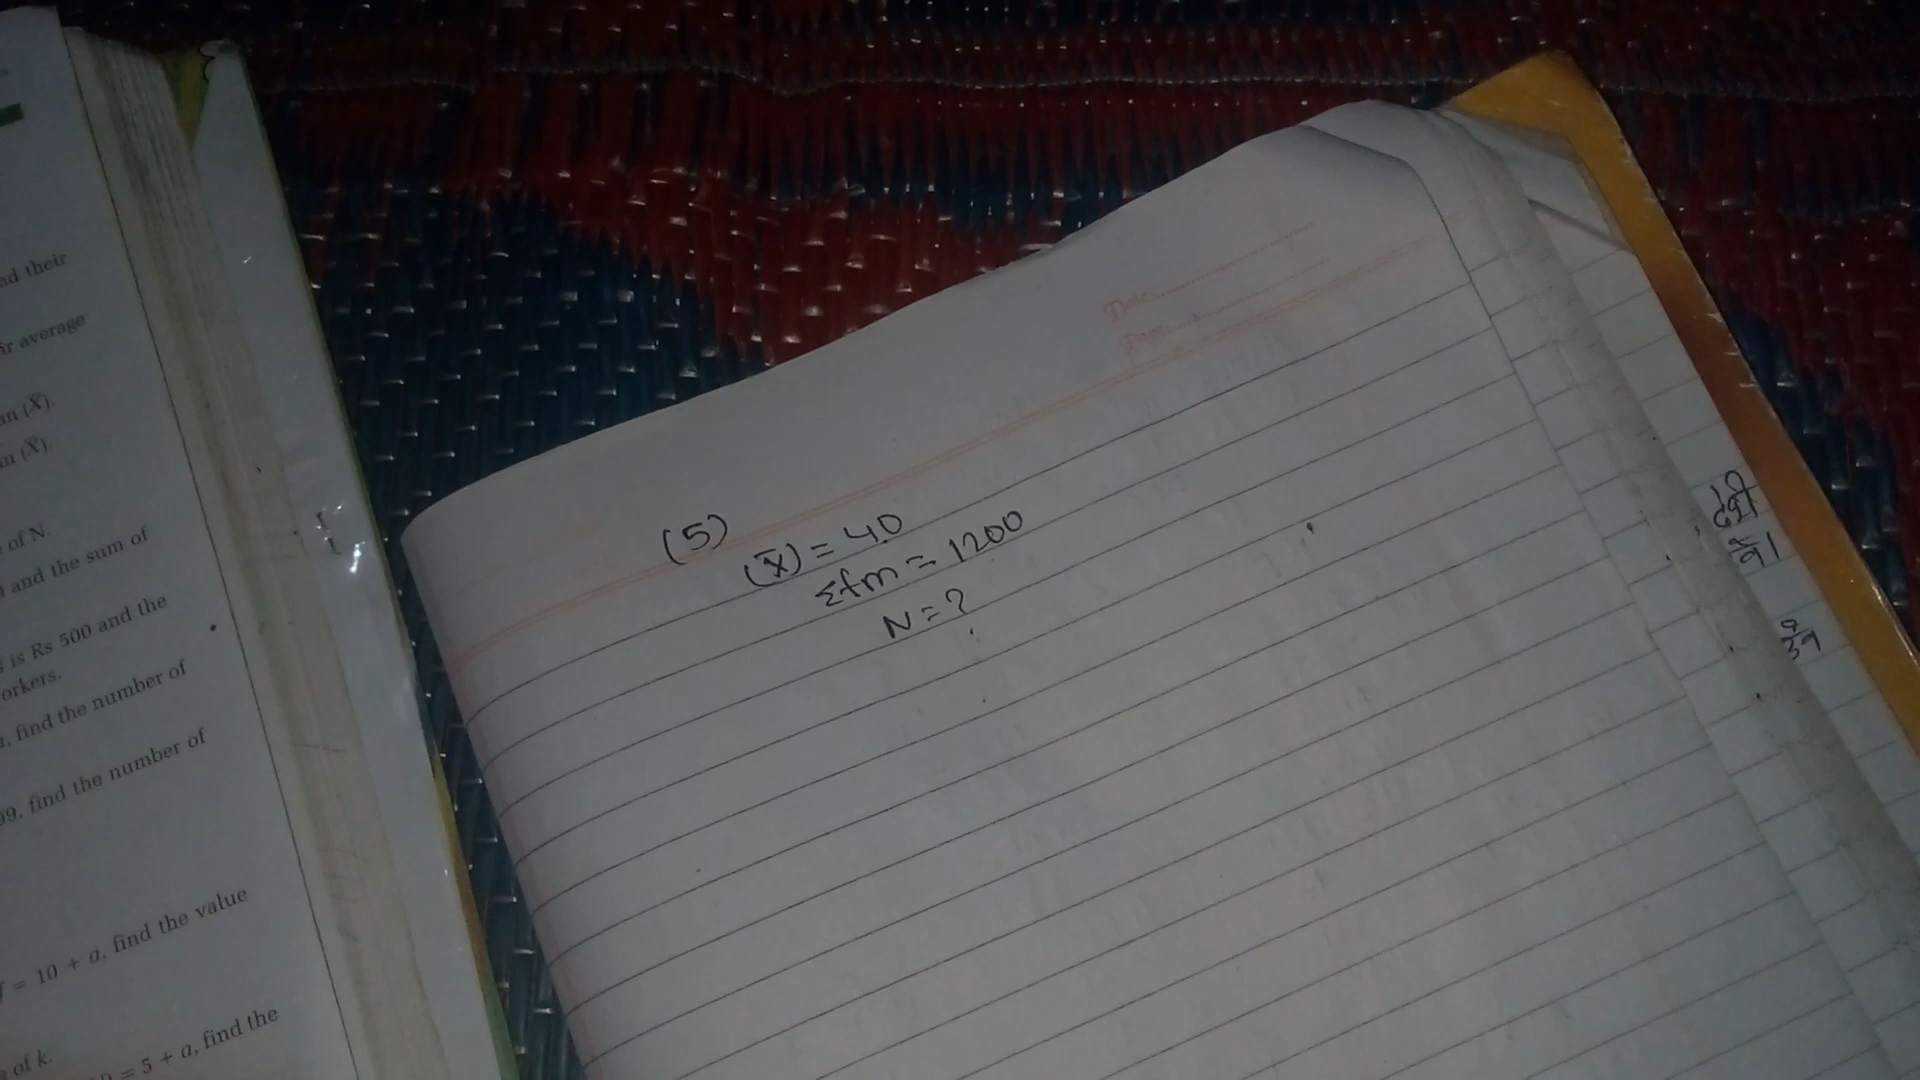 nd their
ir average
an (X̄).
an (X̄).
of N.
and the sum of
is Rs 500 and the
orkers.
, find the number of
99, find the number of
f = 10 + a, find the value
of k.
= 5 + a, find the
Date:
Page:
(5)
(x̄) = 40
Σfm = 1200
N = ?